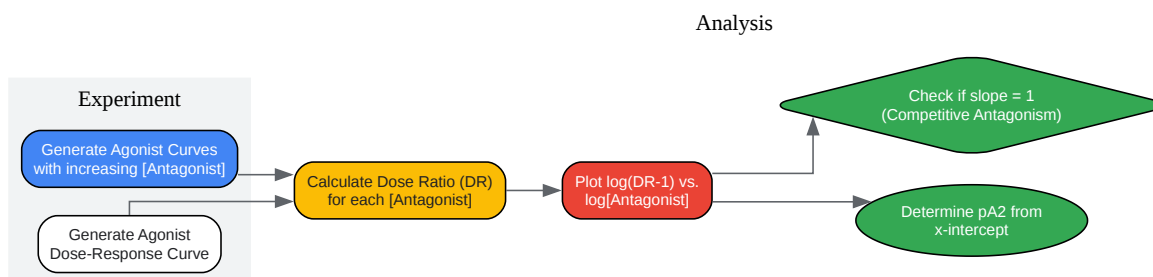 Analysis
Experiment
Generate Agonist Curves
with increasing [Antagonist]
Generate Agonist
Dose-Response Curve
Calculate Dose Ratio (DR)
for each [Antagonist]
Plot log(DR-1) vs.
log[Antagonist]
Check if slope = 1
(Competitive Antagonism)
Determine pA2 from
x-intercept